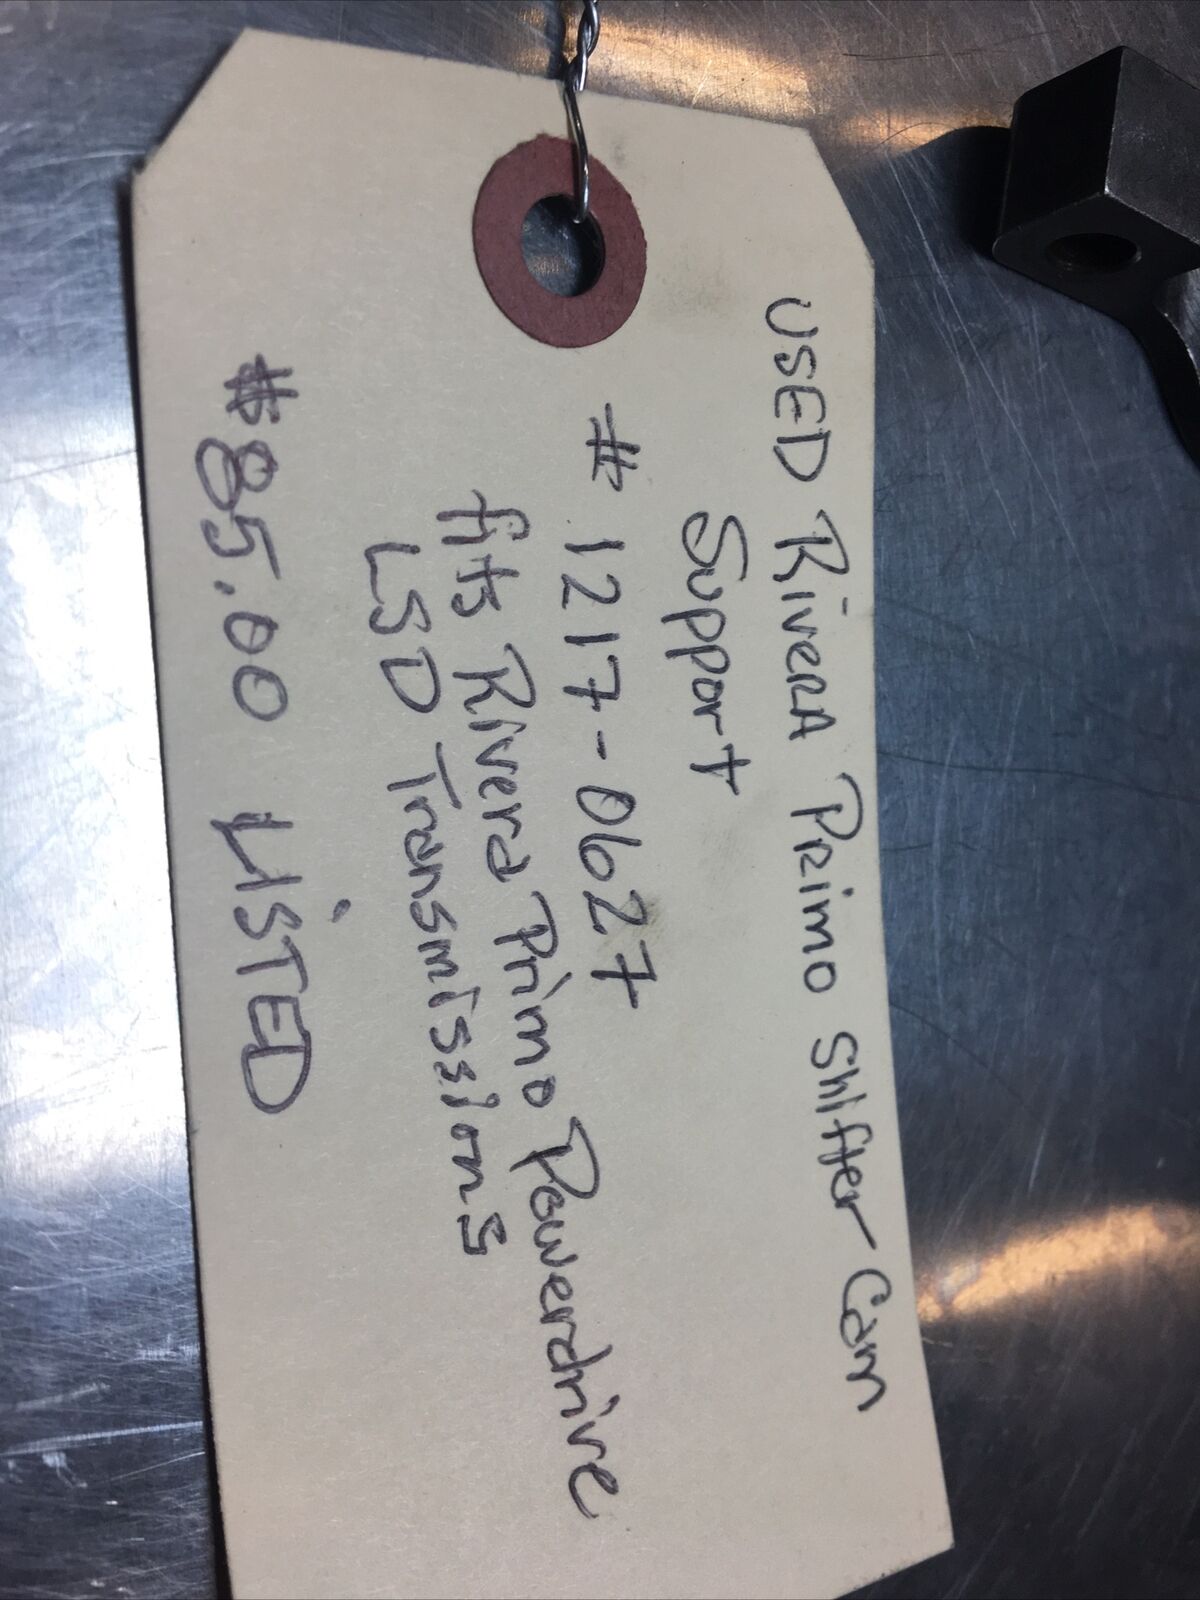 USED RiveRA PRimo Shifter Cam
Support
# 1217-0627
fits Rivera Primo Powerdrive
LSD Transmissions
$85.00 LiSTED